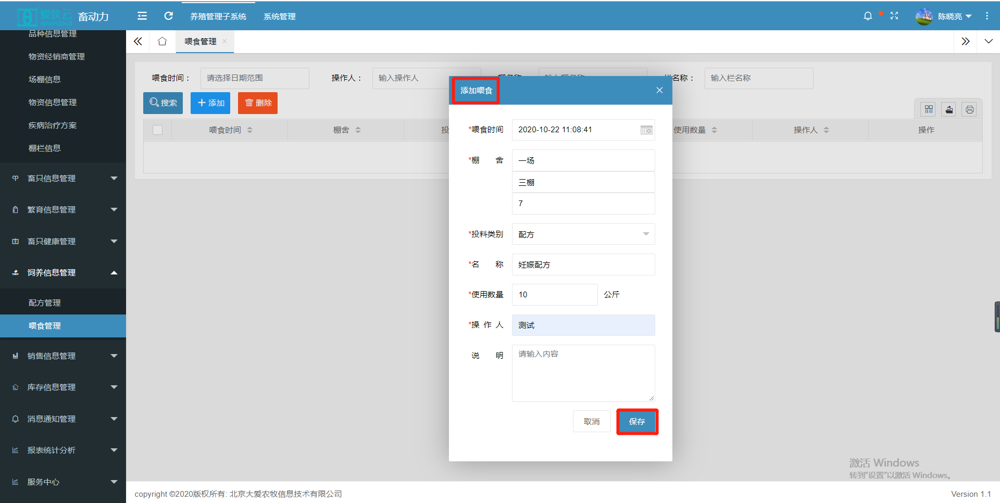 爱牧云
emarcloud
畜动力
养殖管理子系统
系统管理
陈晓亮
品种信息管理
物资经销商管理
场棚信息
物资信息管理
疾病治疗方案
棚栏信息
畜只信息管理
繁育信息管理
畜只健康管理
饲养信息管理
配方管理
喂食管理
销售信息管理
库存信息管理
消息通知管理
报表统计分析
服务中心
喂食管理
喂食时间：
请选择日期范围
操作人：
输入操作人
栏名称：
输入栏名称
搜索
添加
删除
喂食时间
棚舍
投
使用数量
操作人
操作
添加喂食
*喂食时间
2020-10-22 11:08:41
*棚 舍
一场
三棚
7
*投料类别
配方
*名 称
妊娠配方
*使用数量
10
公斤
*操 作 人
测试
说 明
请输入内容
取消
保存
激活 Windows
转到“设置”以激活 Windows。
copyright ©2020版权所有: 北京大爱农牧信息技术有限公司
Version 1.1